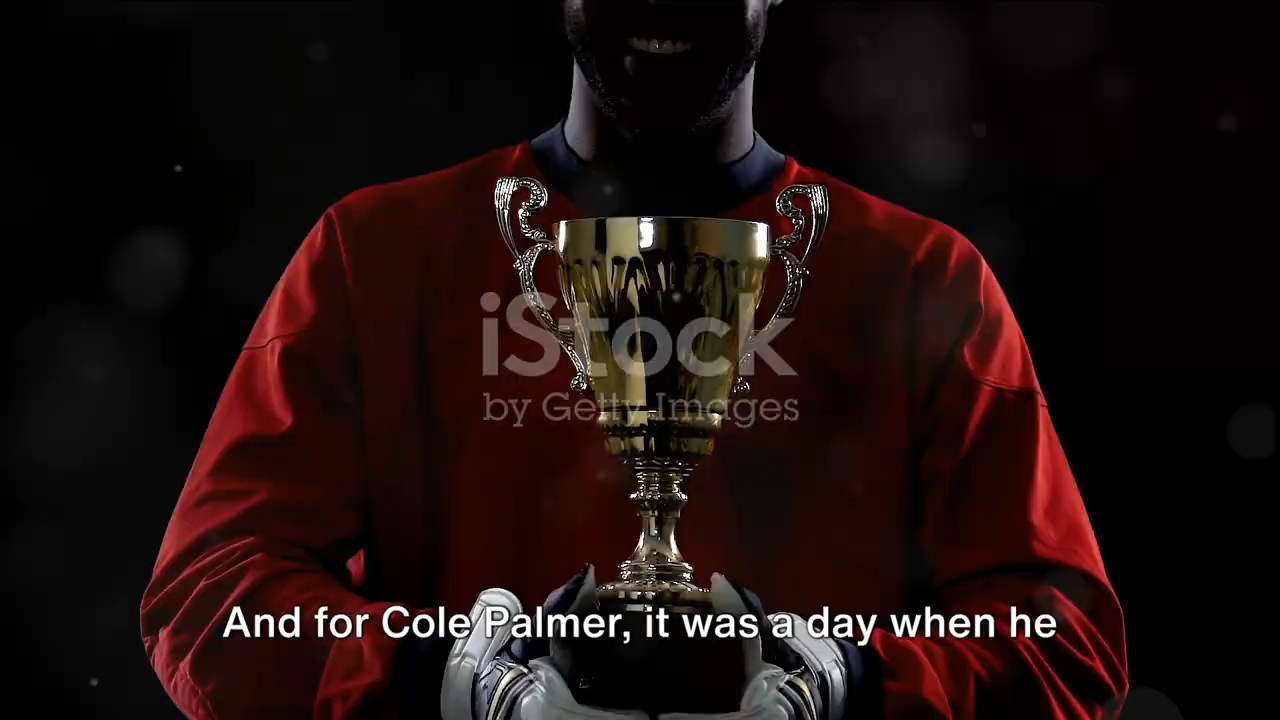 iStock
by Getty Images
And for Cole Palmer, it was a day when he